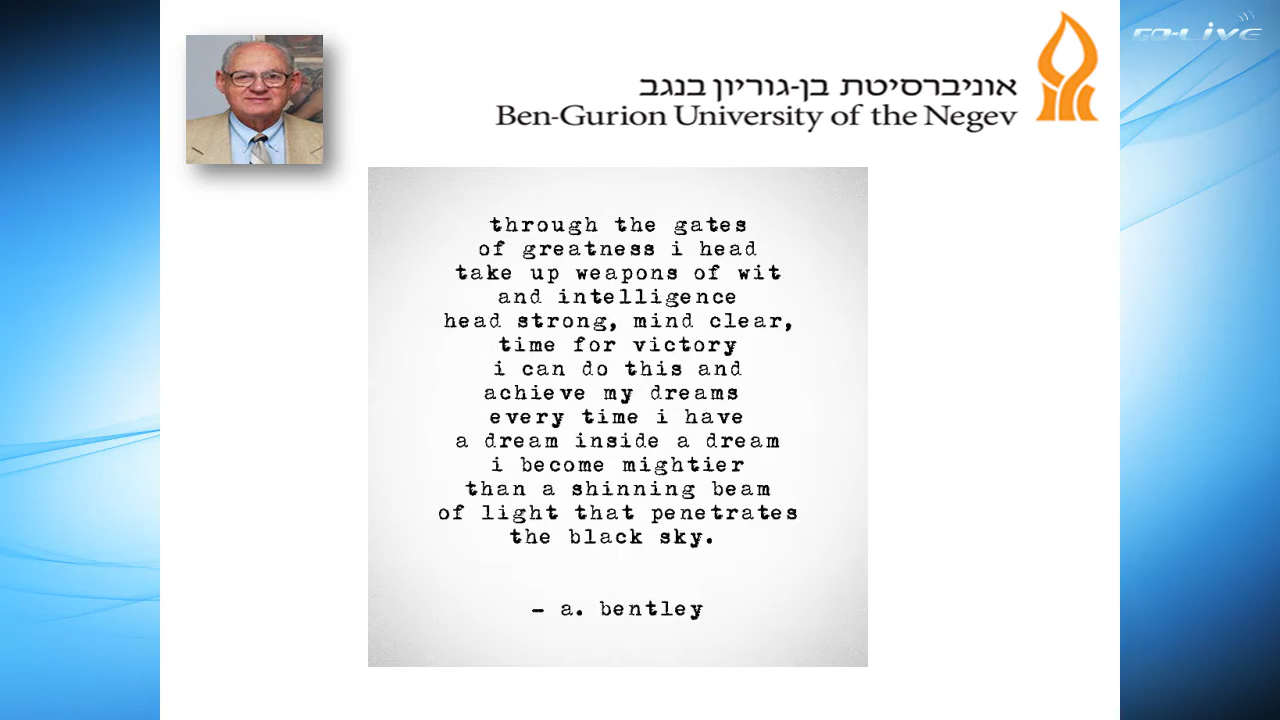 GO-LIVE
אוניברסיטת בן-גוריון בנגב
Ben-Gurion University of the Negev
through the gates
of greatness i head
take up weapons of wit
and intelligence
head strong, mind clear,
time for victory
i can do this and
achieve my dreams
every time i have
a dream inside a dream
i become mightier
than a shinning beam
of light that penetrates
the black sky.
– a. bentley